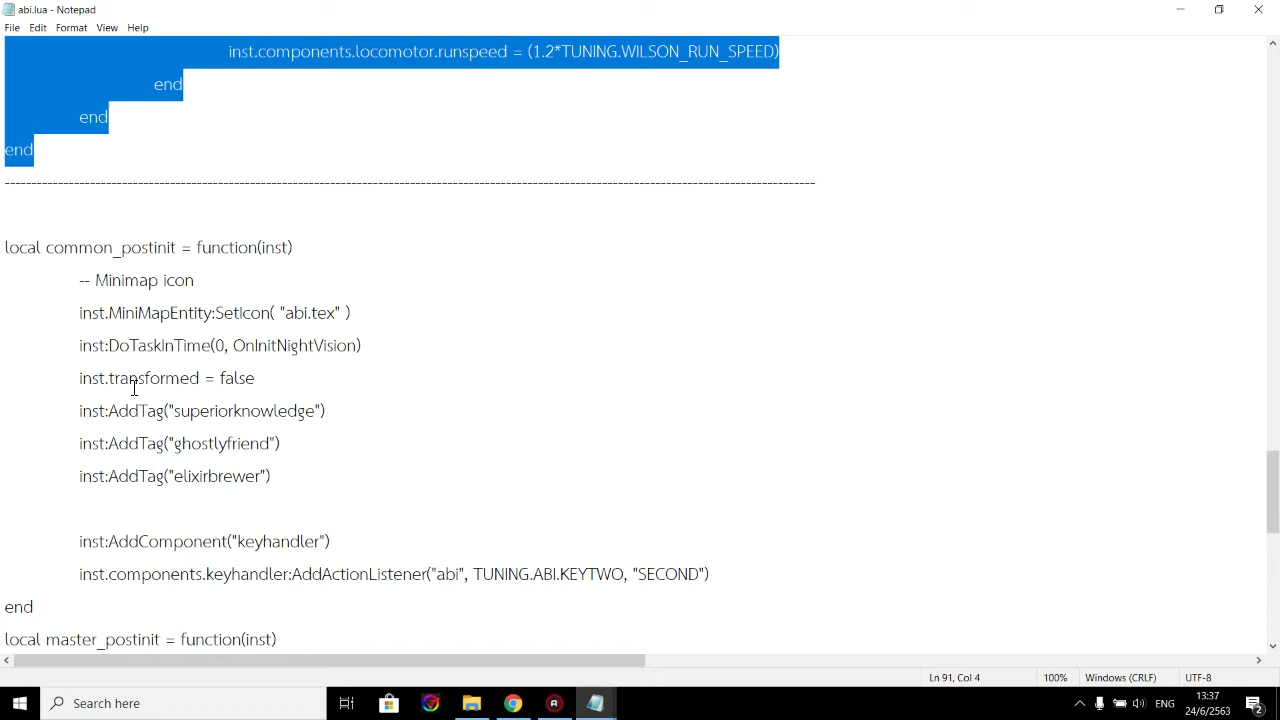 abi.lua - Notepad
File Edit Format View Help
inst.components.locomotor.runspeed = (1.2*TUNING.WILSON_RUN_SPEED)
end
end
end
-----------------------------------------------------------------------------------------------------------------------------------------------------------
local common_postinit = function(inst)
-- Minimap icon
inst.MiniMapEntity:SetIcon( "abi.tex" )
inst:DoTaskInTime(0, OnInitNightVision)
inst.transformed = false
inst:AddTag("superiorknowledge")
inst:AddTag("ghostlyfriend")
inst:AddTag("elixirbrewer")
inst:AddComponent("keyhandler")
inst.components.keyhandler:AddActionListener("abi", TUNING.ABI.KEYTWO, "SECOND")
end
local master_postinit = function(inst)
Ln 91, Col 4 100% Windows (CRLF) UTF-8
Search here ENG 13:37
24/6/2563 2